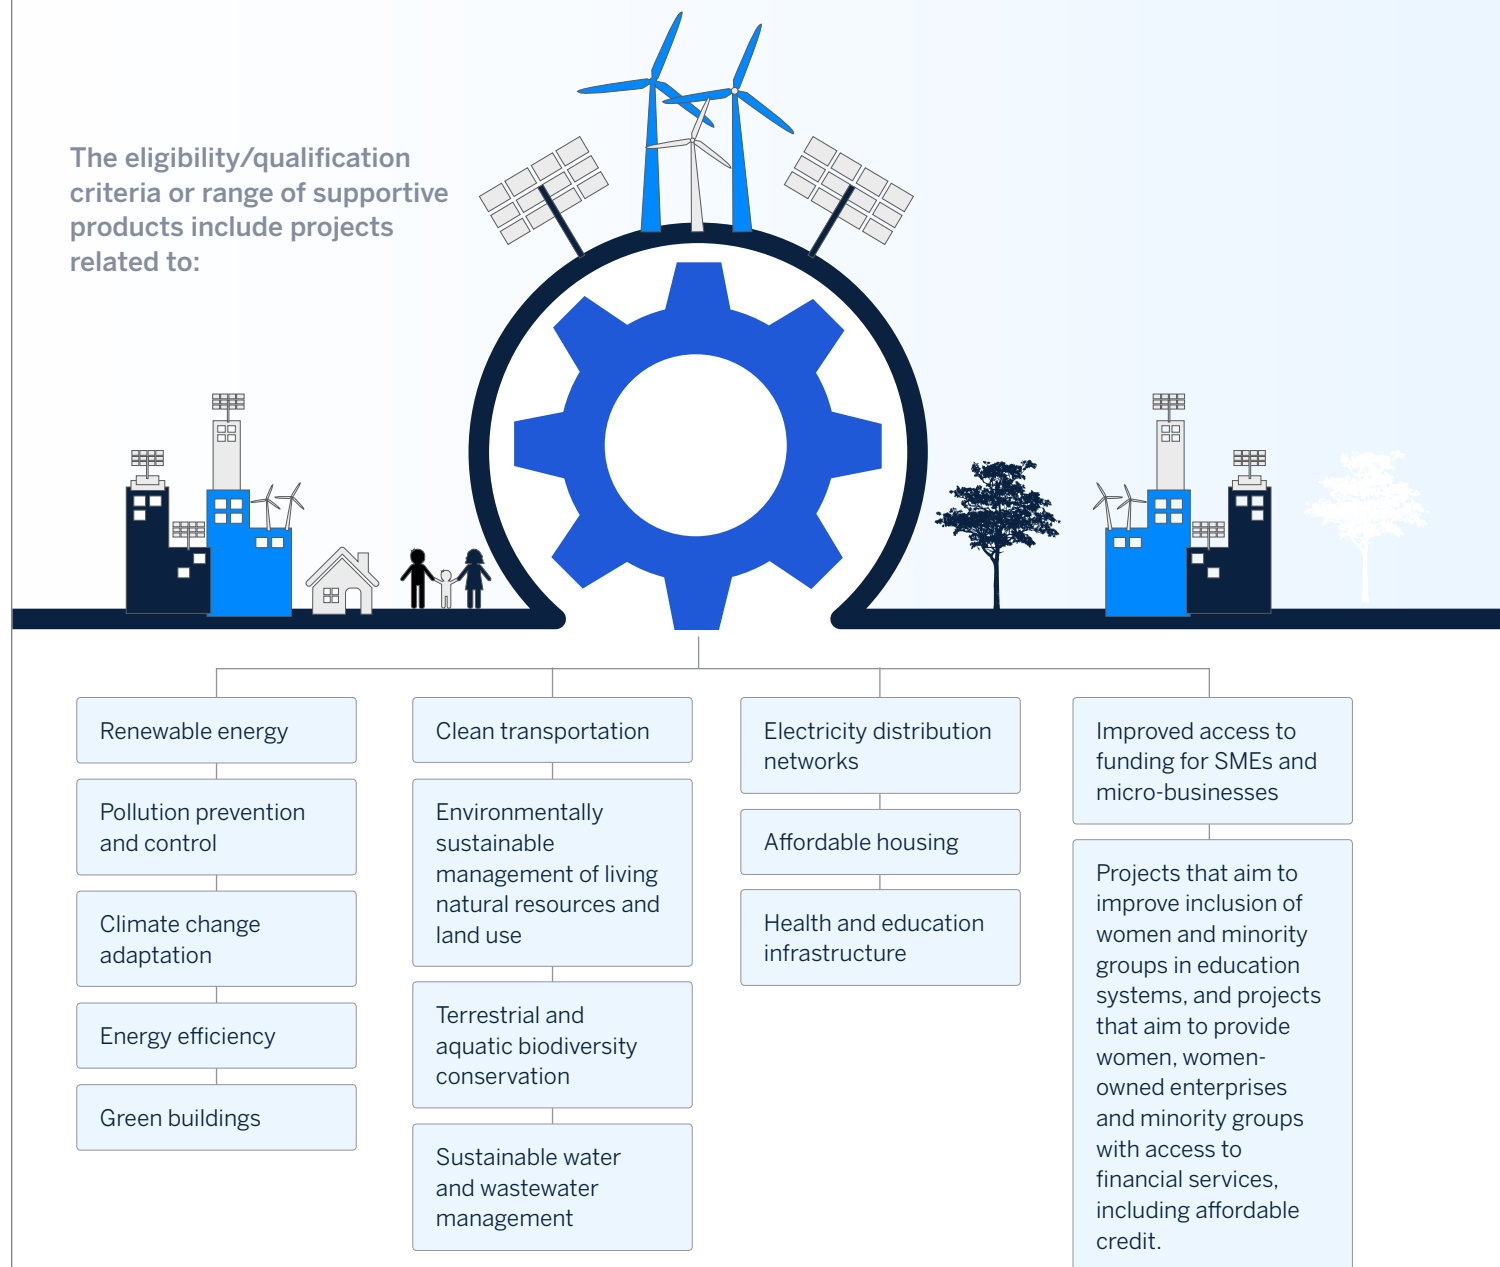 The eligibility/qualification
criteria or range of supportive
products include projects
related to:
Renewable energy
Pollution prevention
and control
Climate change
adaptation
Energy efficiency
Green buildings
Clean transportation
Environmentally
sustainable
management of living
natural resources and
land use
Terrestrial and
aquatic biodiversity
conservation
Sustainable water
and wastewater
management
Electricity distribution
networks
Affordable housing
Health and education
infrastructure
Improved access to
funding for SMEs and
micro-businesses
Projects that aim to
improve inclusion of
women and minority
groups in education
systems, and projects
that aim to provide
women, women-
owned enterprises
and minority groups
with access to
financial services,
including affordable
credit.